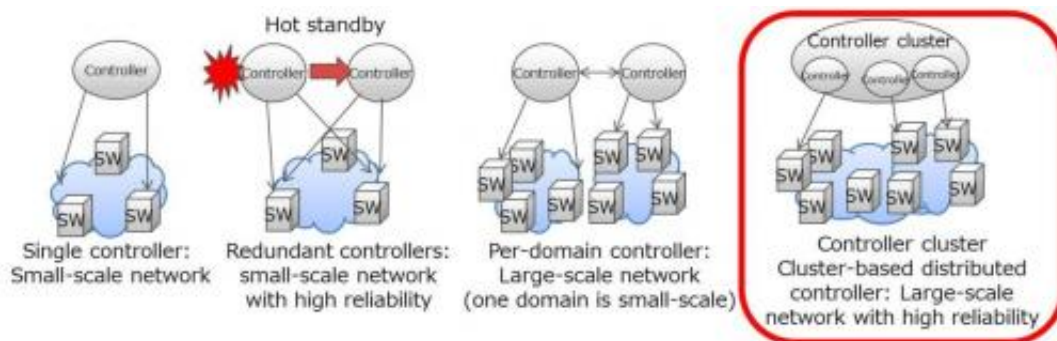 Controller
SW
SW
SW
Single controller:
Small-scale network
Hot standby
Controller
Controller
SW
SW
SW
Redundant controllers:
small-scale network
with high reliability
Controller
Controller
SW
SW
SW
SW
SW
SW
SW
SW
Per-domain controller:
Large-scale network
(one domain is small-scale)
Controller cluster
Controller
Controller
Controller
SW
SW
SW
SW
SW
SW
SW
SW
Controller cluster
Cluster-based distributed
controller: Large-scale
network with high reliability